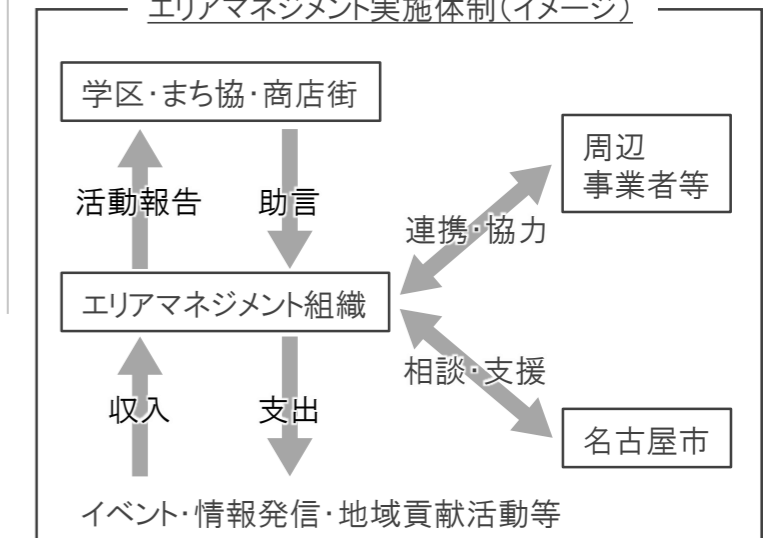 エリアマネジメント実施体制(イメージ)
学区・まち協・商店街
周辺
事業者等
活動報告
助言
連携・協力
エリアマネジメント組織
相談・支援
収入
支出
名古屋市
イベント・情報発信・地域貢献活動等